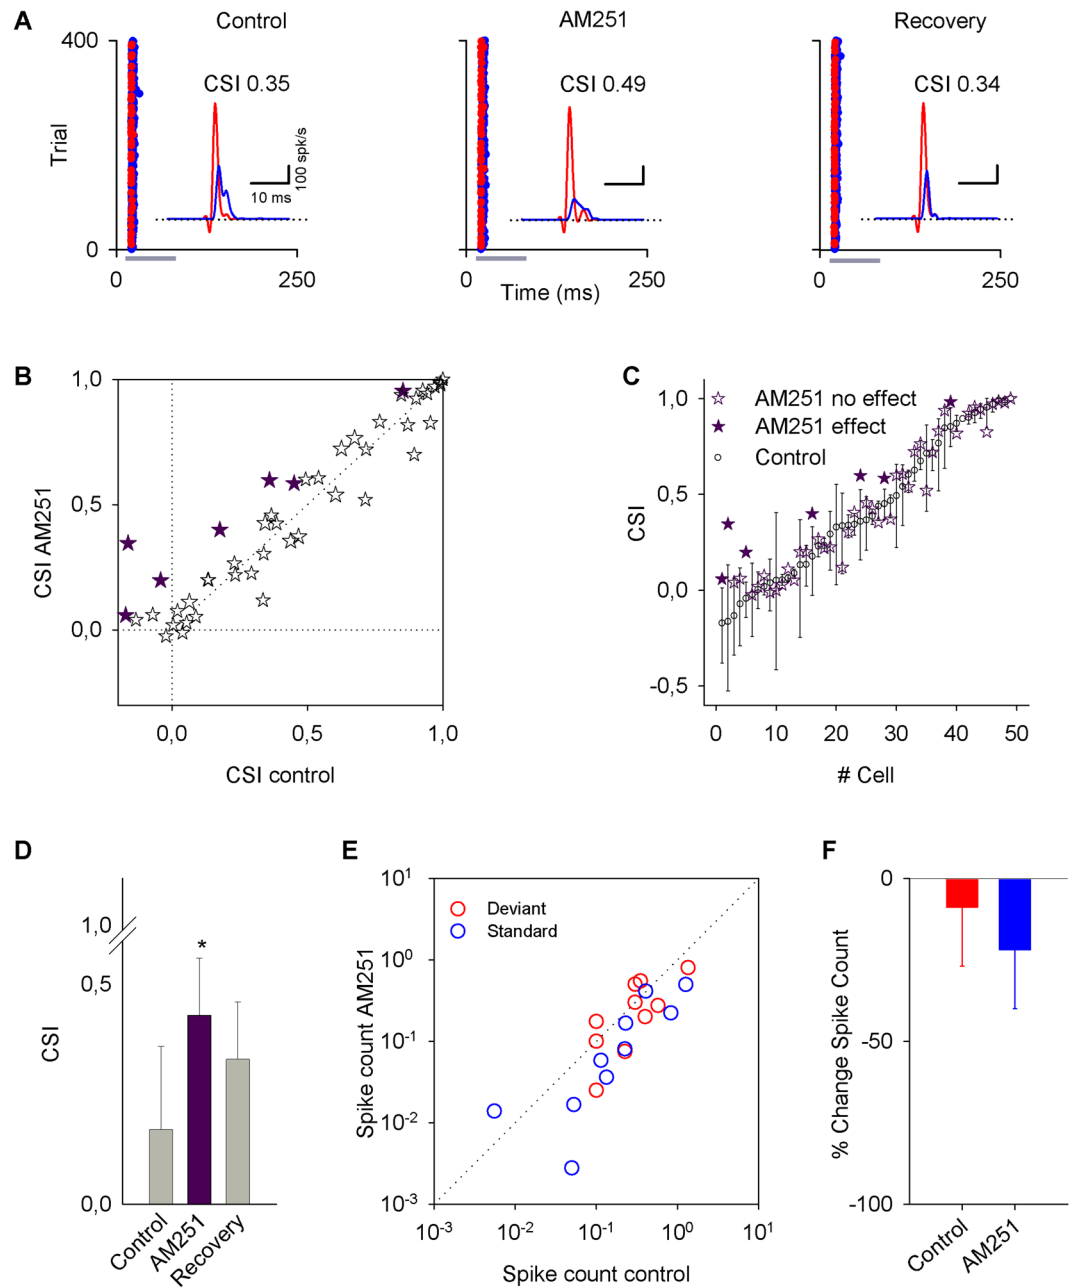 A
Control
AM251
Recovery
400
CSI 0.35
CSI 0.49
CSI 0.34
Trial
100 spk/s
10 ms
0
0
250
0
250
0
250
Time (ms)
B
1,0
0,5
0,0
CSI AM251
0,0
0,5
1,0
CSI control
C
1,0
0,5
0,0
-0,5
CSI
AM251 no effect
AM251 effect
Control
0
10
20
30
40
50
# Cell
D
1,0
0,5
0,0
CSI
*
Control
AM251
Recovery
E
10¹
10⁰
10⁻¹
10⁻²
10⁻³
Spike count AM251
Deviant
Standard
10⁻³
10⁻²
10⁻¹
10⁰
10¹
Spike count control
F
0
-50
-100
% Change Spike Count
Control
AM251